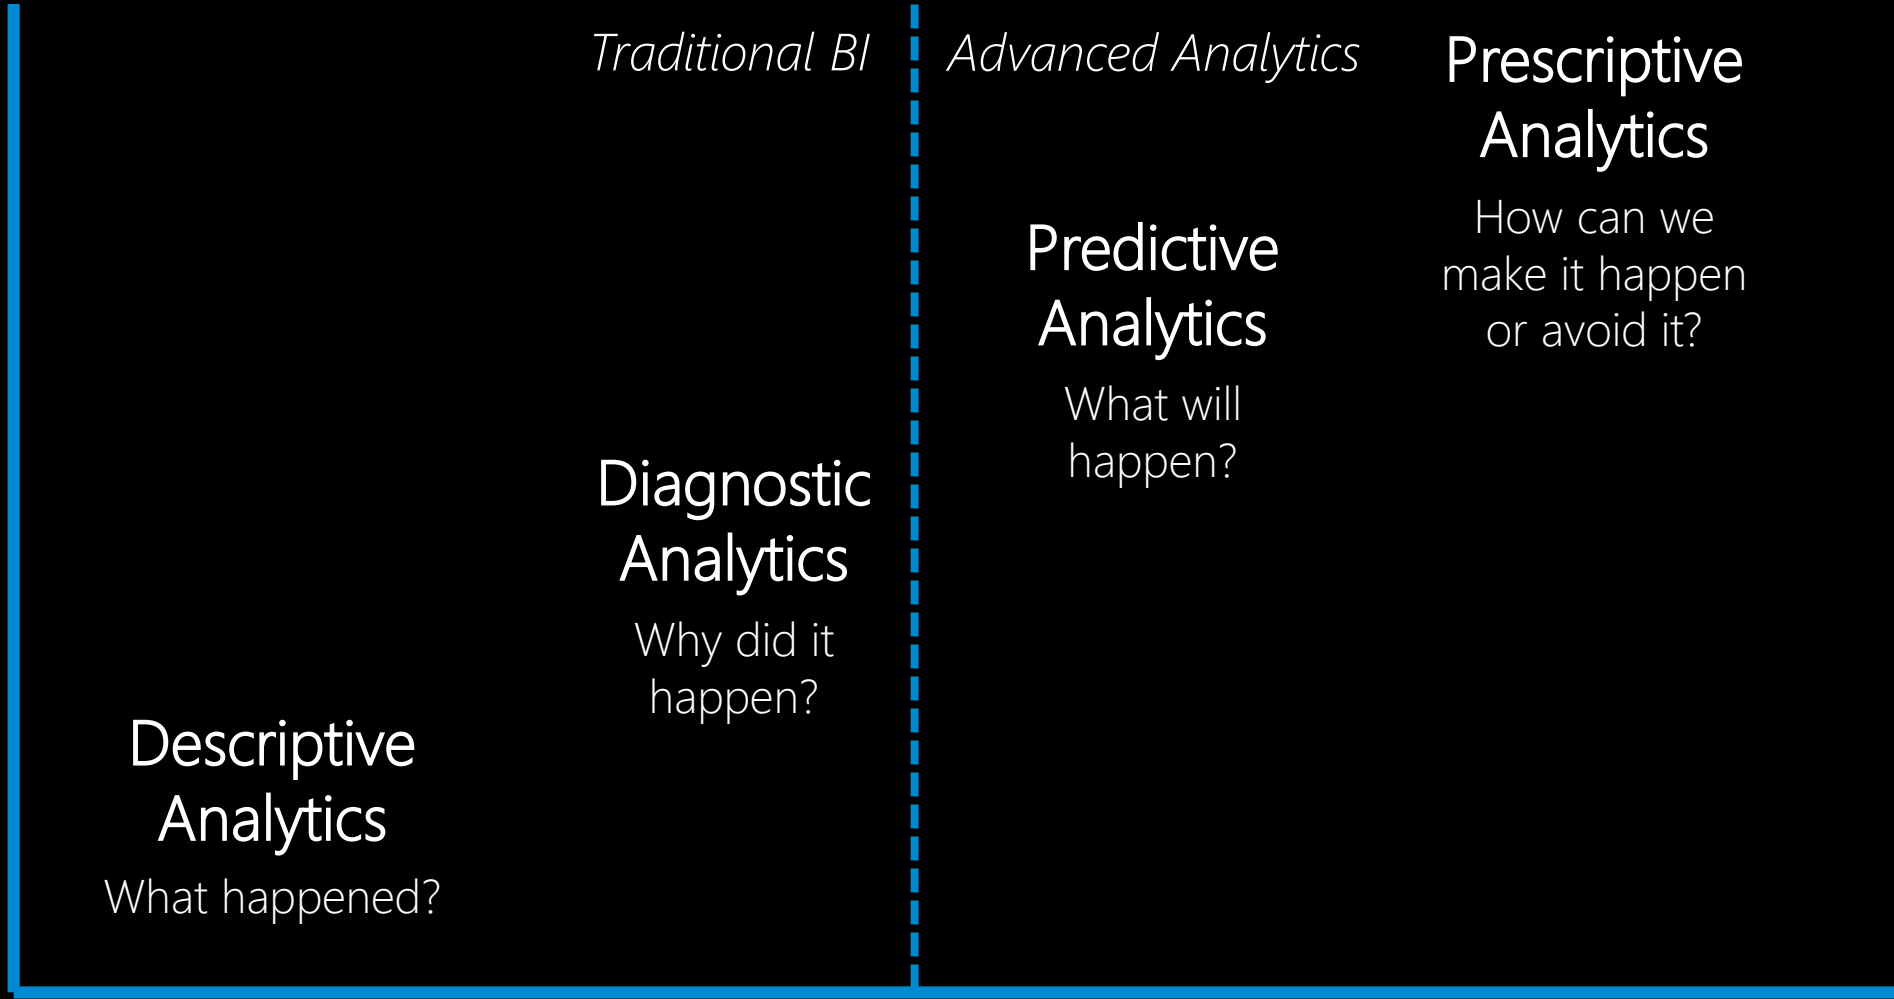 Traditional BI
Advanced Analytics
Prescriptive
Analytics
How can we
make it happen
or avoid it?
Predictive
Analytics
What will
happen?
Diagnostic
Analytics
Why did it
happen?
Descriptive
Analytics
What happened?